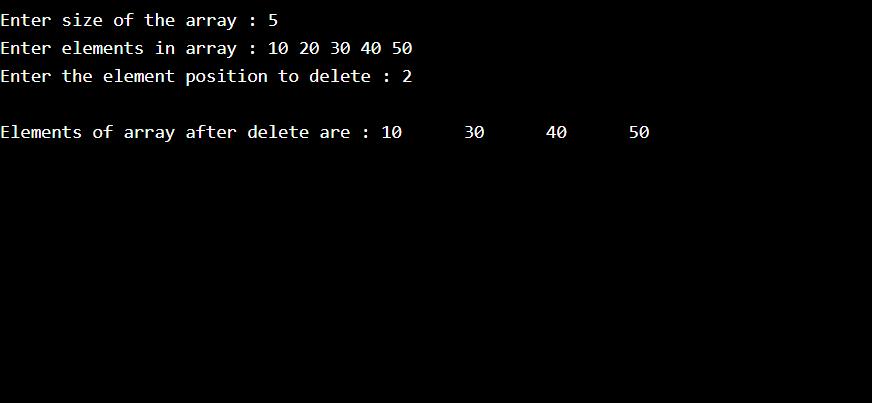 Enter size of the array : 5
Enter elements in array : 10 20 30 40 50
Enter the element position to delete : 2
Elements of array after delete are : 10      30      40      50